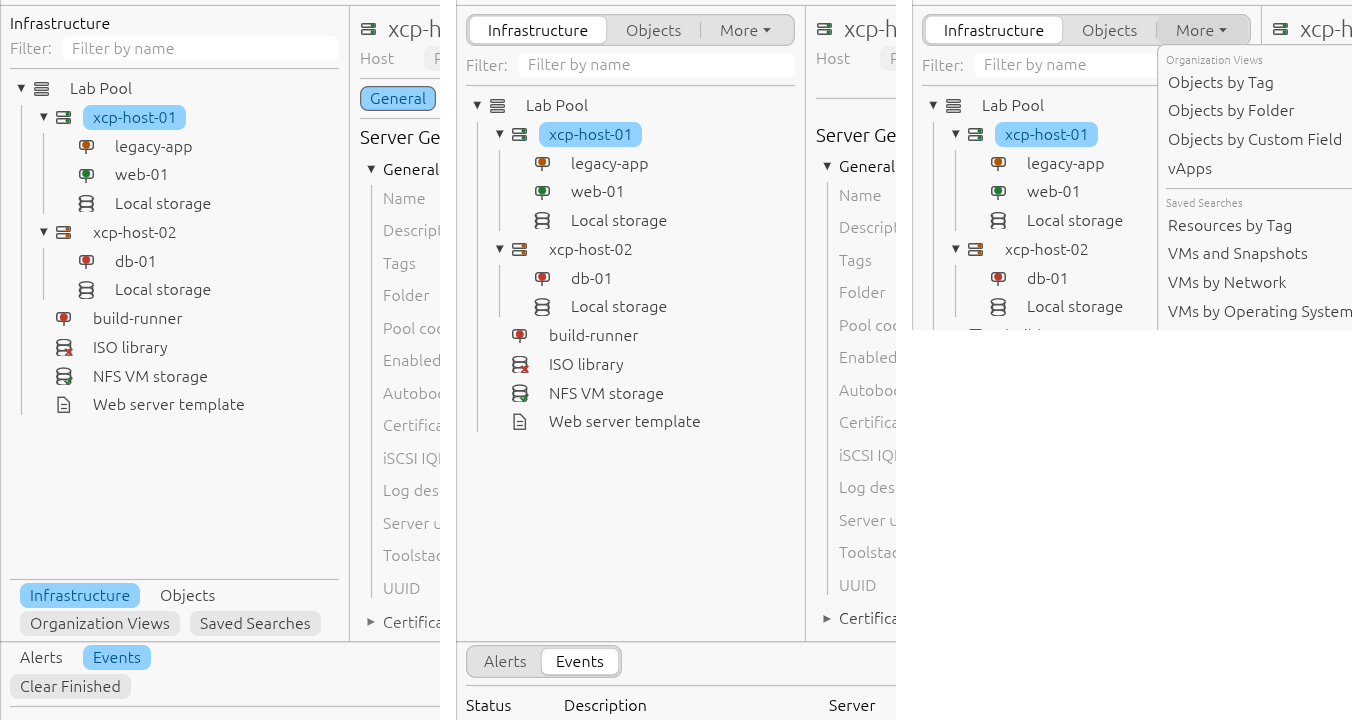 Infrastructure
Filter: Filter by name
Lab Pool
xcp-host-01
legacy-app
web-01
Local storage
xcp-host-02
db-01
Local storage
build-runner
ISO library
NFS VM storage
Web server template
Infrastructure Objects
Organization Views Saved Searches
Alerts Events
Clear Finished
xcp-h
Host
General
Server Ge
General
Name
Descript
Tags
Folder
Pool coo
Enabled
Autoboo
Certifica
iSCSI IQ
Log des
Server u
Toolstac
UUID
Certifica
Infrastructure Objects More
Filter: Filter by name
Lab Pool
xcp-host-01
legacy-app
web-01
Local storage
xcp-host-02
db-01
Local storage
build-runner
ISO library
NFS VM storage
Web server template
Alerts Events
Status Description Server
xcp-h
Host
Server Ge
General
Name
Descript
Tags
Folder
Pool coo
Enabled
Autoboo
Certifica
iSCSI IQ
Log des
Server u
Toolstac
UUID
Certifica
Infrastructure Objects More
xcp-h
Filter: Filter by name
Lab Pool
xcp-host-01
legacy-app
web-01
Local storage
xcp-host-02
db-01
Local storage
Organization Views
Objects by Tag
Objects by Folder
Objects by Custom Field
vApps
Saved Searches
Resources by Tag
VMs and Snapshots
VMs by Network
VMs by Operating System